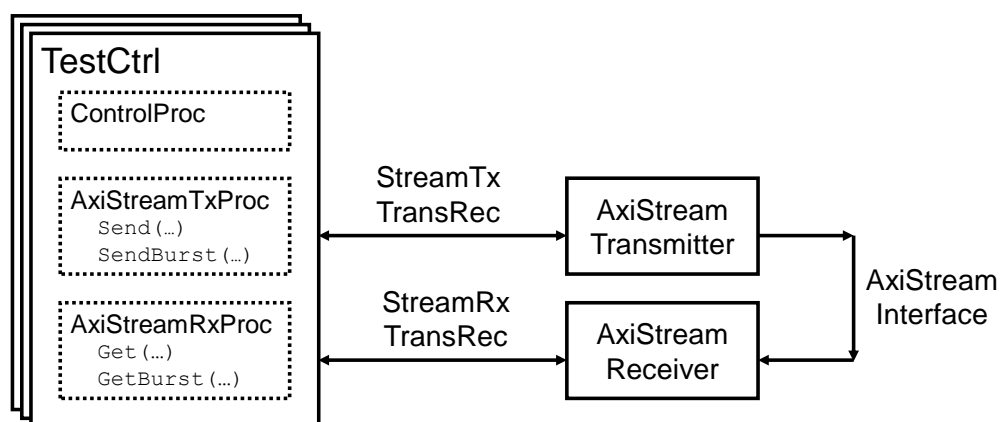 TestCtrl
ControlProc
AxiStreamTxProc
Send(…)
SendBurst(…)
AxiStreamRxProc
Get(…)
GetBurst(…)
StreamTx
TransRec
StreamRx
TransRec
AxiStream
Transmitter
AxiStream
Receiver
AxiStream
Interface